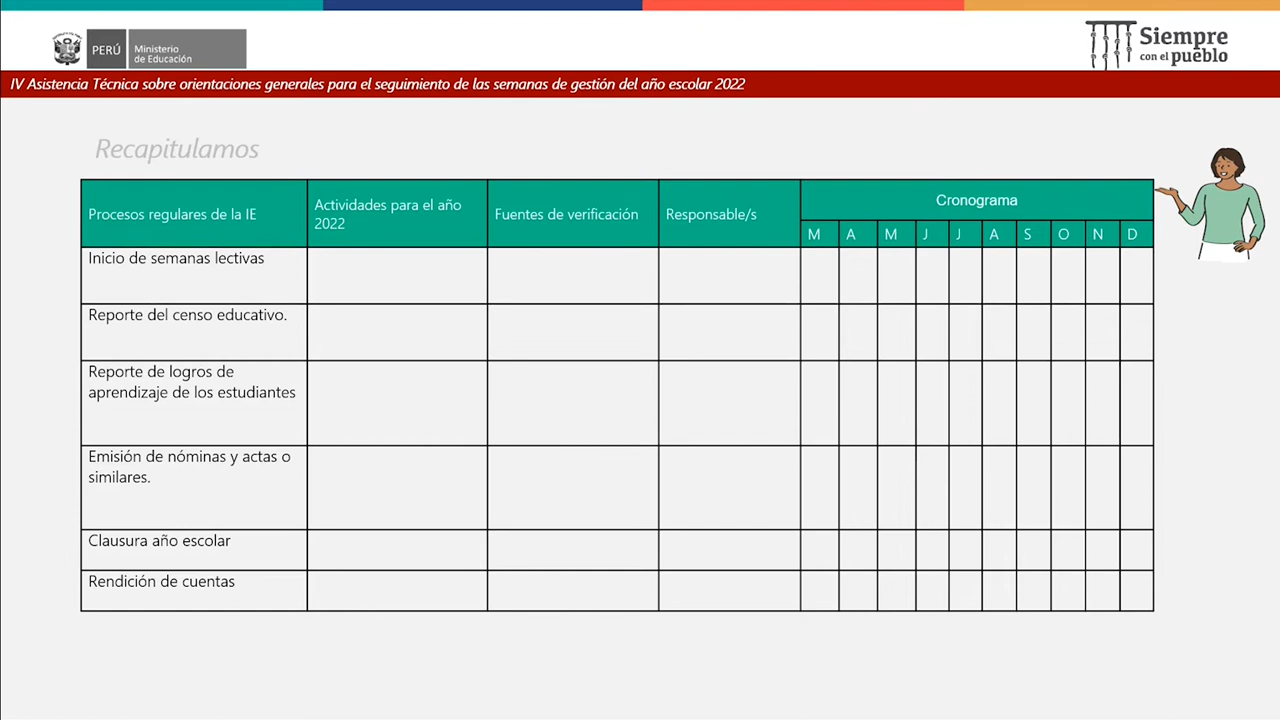 PERÚ
Ministerio
de Educación
Siempre
con el pueblo
IV Asistencia Técnica sobre orientaciones generales para el seguimiento de las semanas de gestión del año escolar 2022
Recapitulamos
Procesos regulares de la IE
Actividades para el año
2022
Fuentes de verificación
Responsable/s
Cronograma
M A M J J A S O N D
Inicio de semanas lectivas
Reporte del censo educativo.
Reporte de logros de
aprendizaje de los estudiantes
Emisión de nóminas y actas o
similares.
Clausura año escolar
Rendición de cuentas